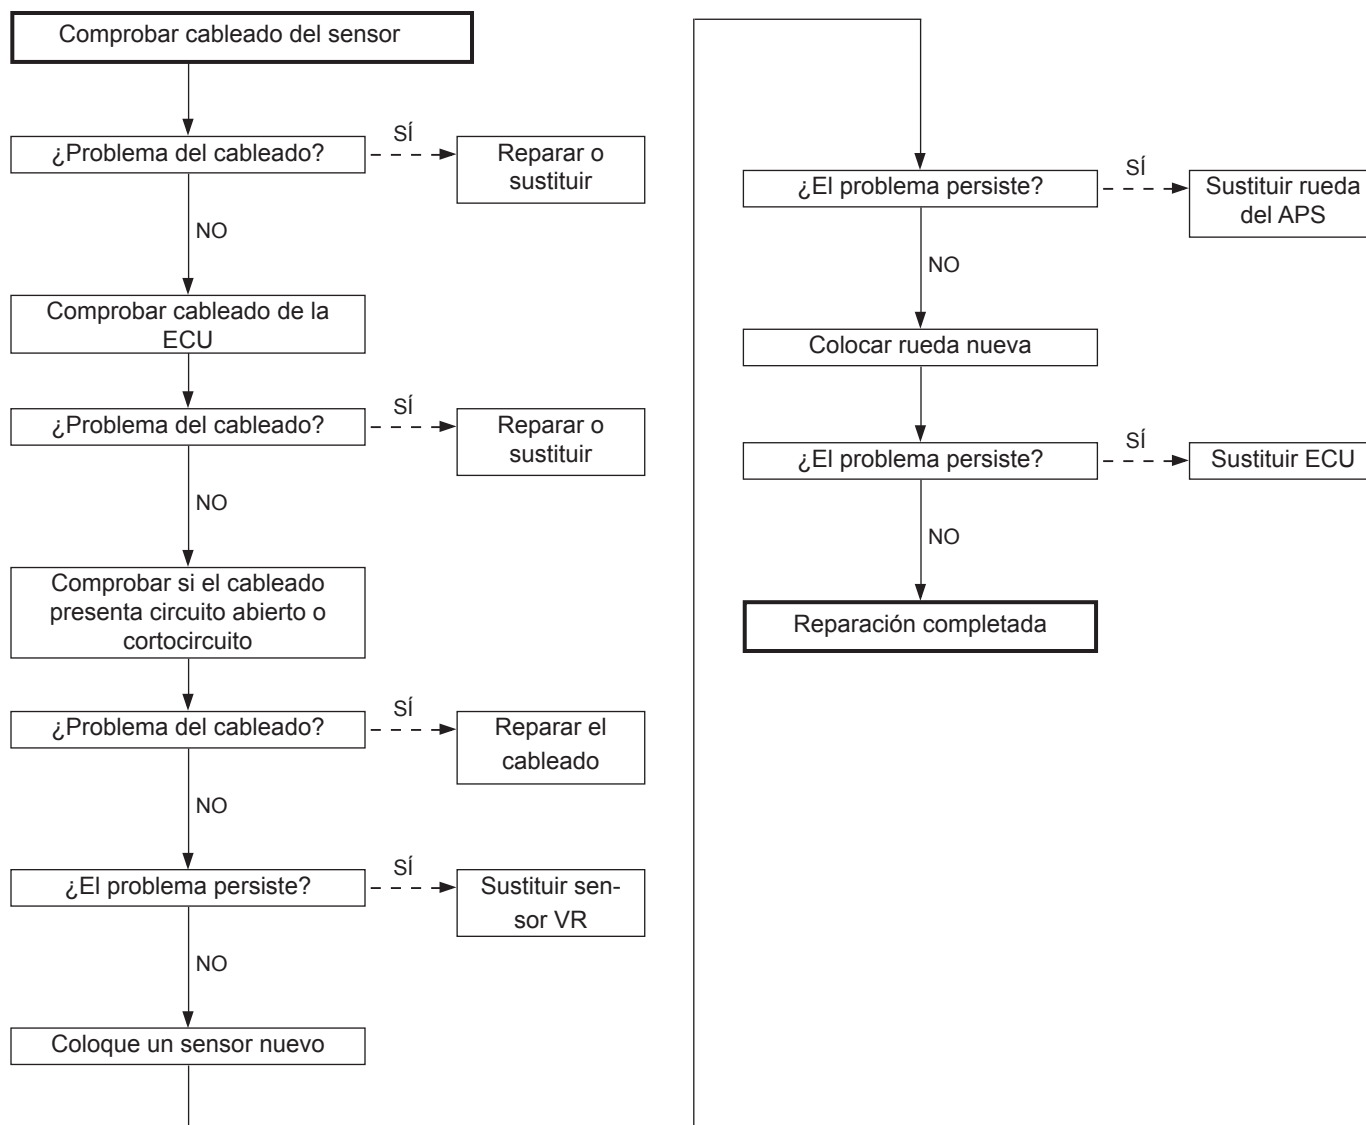 Comprobar cableado del sensor
¿Problema del cableado?
SÍ
Reparar o
sustituir
NO
Comprobar cableado de la
ECU
¿Problema del cableado?
SÍ
Reparar o
sustituir
NO
Comprobar si el cableado
presenta circuito abierto o
cortocircuito
¿Problema del cableado?
SÍ
Reparar el
cableado
NO
¿El problema persiste?
SÍ
Sustituir sen-
sor VR
NO
Coloque un sensor nuevo
¿El problema persiste?
SÍ
Sustituir rueda
del APS
NO
Colocar rueda nueva
¿El problema persiste?
SÍ
Sustituir ECU
NO
Reparación completada